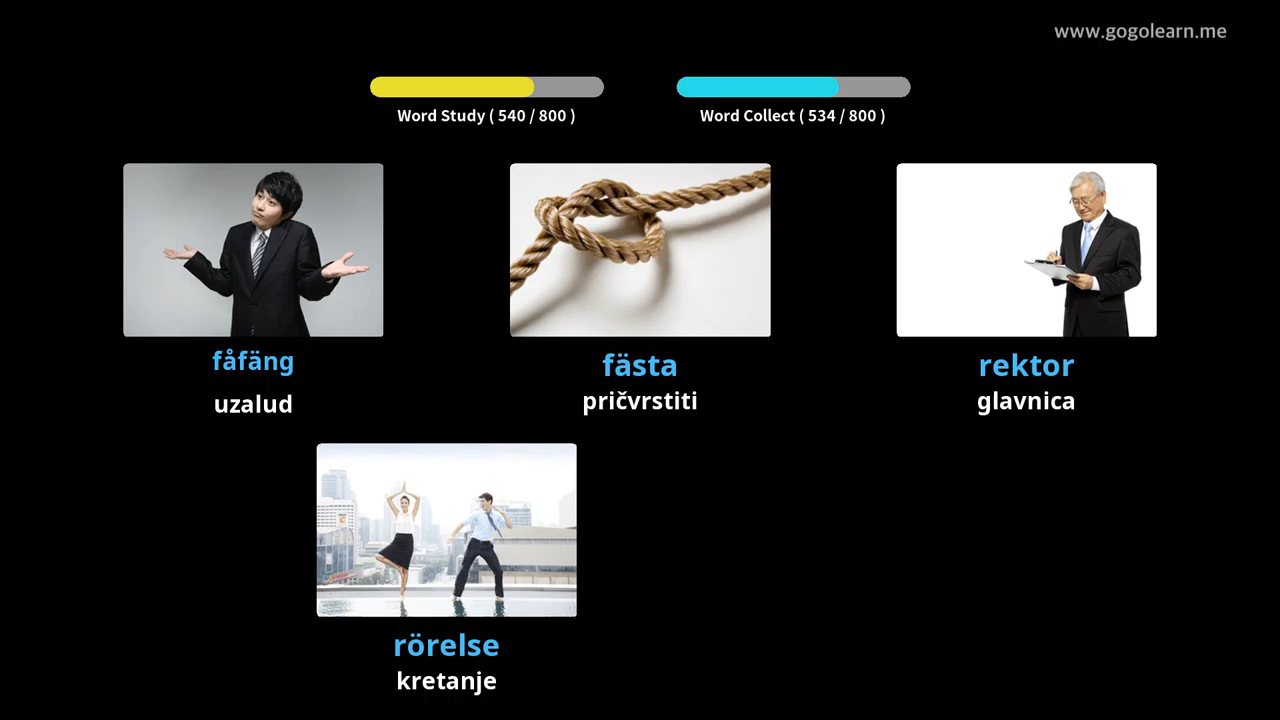 www.gogolearn.me
Word Study ( 540 / 800 )
Word Collect ( 534 / 800 )
fåfäng
uzalud
fästa
pričvrstiti
rektor
glavnica
rörelse
kretanje